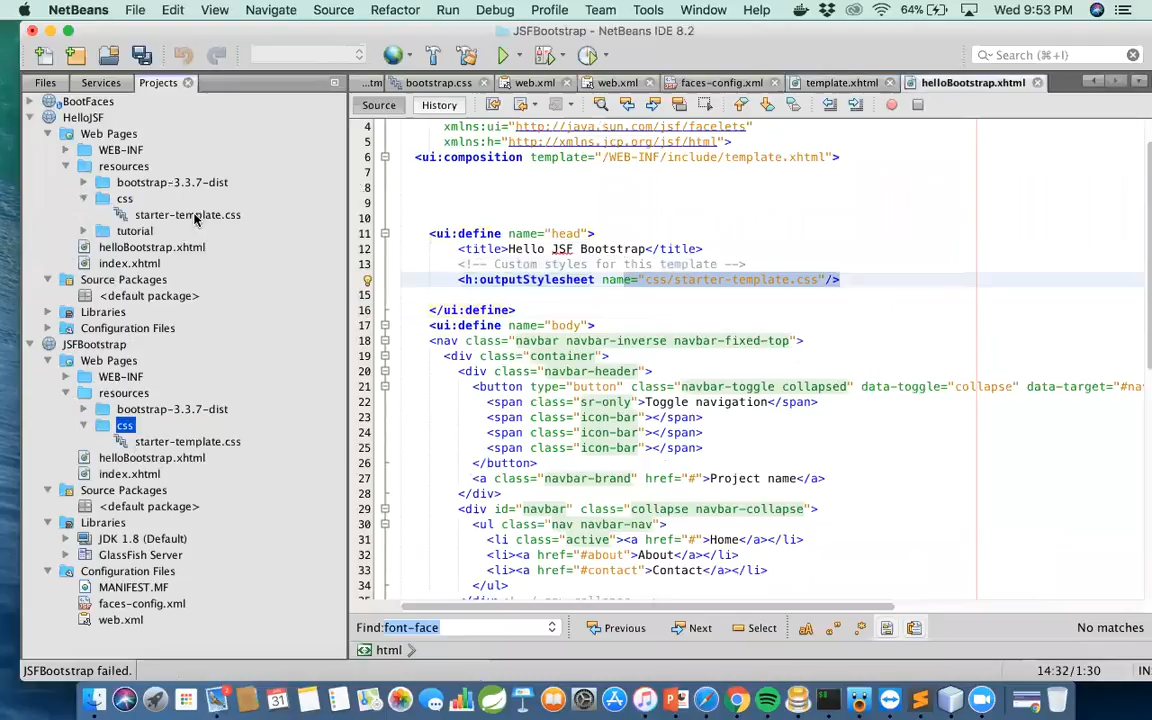 NetBeans File Edit View Navigate Source Refactor Run Debug Profile Team Tools Window Help 64% Wed 9:53 PM
JSFBootstrap - NetBeans IDE 8.2
Search (⌘+I)
Files Services Projects
...tm bootstrap.css web.xml web.xml faces-config.xml template.xhtml helloBootstrap.xhtml
Source History
BootFaces
HelloJSF
Web Pages
WEB-INF
resources
bootstrap-3.3.7-dist
css
starter-template.css
tutorial
helloBootstrap.xhtml
index.xhtml
Source Packages
<default package>
Libraries
Configuration Files
JSFBootstrap
Web Pages
WEB-INF
resources
bootstrap-3.3.7-dist
css
starter-template.css
helloBootstrap.xhtml
index.xhtml
Source Packages
<default package>
Libraries
JDK 1.8 (Default)
GlassFish Server
Configuration Files
MANIFEST.MF
faces-config.xml
web.xml
4 xmlns:ui="http://java.sun.com/jsf/facelets"
5 xmlns:h="http://xmlns.jcp.org/jsf/html">
6 <ui:composition template="/WEB-INF/include/template.xhtml">
7
8
9
10
11 <ui:define name="head">
12 <title>Hello JSF Bootstrap</title>
13 <!-- Custom styles for this template -->
<h:outputStylesheet name="css/starter-template.css"/>
15
16 </ui:define>
17 <ui:define name="body">
18 <nav class="navbar navbar-inverse navbar-fixed-top">
19 <div class="container">
20 <div class="navbar-header">
21 <button type="button" class="navbar-toggle collapsed" data-toggle="collapse" data-target="#na
22 <span class="sr-only">Toggle navigation</span>
23 <span class="icon-bar"></span>
24 <span class="icon-bar"></span>
25 <span class="icon-bar"></span>
26 </button>
27 <a class="navbar-brand" href="#">Project name</a>
28 </div>
29 <div id="navbar" class="collapse navbar-collapse">
30 <ul class="nav navbar-nav">
31 <li class="active"><a href="#">Home</a></li>
32 <li><a href="#about">About</a></li>
33 <li><a href="#contact">Contact</a></li>
34 </ul>
Find: font-face Previous Next Select No matches
html
JSFBootstrap failed. 14:32/1:30 IN